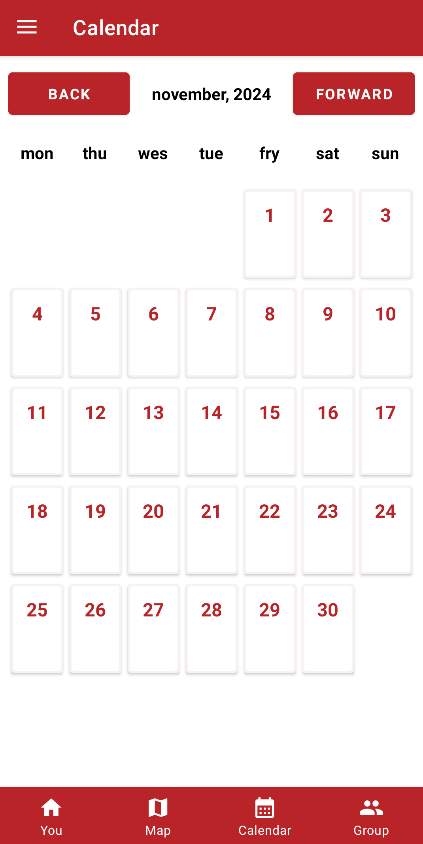 Calendar
BACK november, 2024 FORWARD
mon thu wes tue fry sat sun
1 2 3
4 5 6 7 8 9 10
11 12 13 14 15 16 17
18 19 20 21 22 23 24
25 26 27 28 29 30
You Map Calendar Group